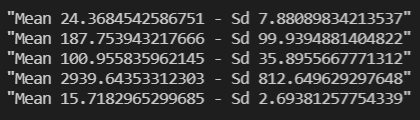 "Mean 24.3684542586751 - Sd 7.88089834213537"
"Mean 187.753943217666 - Sd 99.9394881404822"
"Mean 100.955835962145 - Sd 35.8955667771312"
"Mean 2939.64353312303 - Sd 812.649629297648"
"Mean 15.7182965299685 - Sd 2.69381257754339"